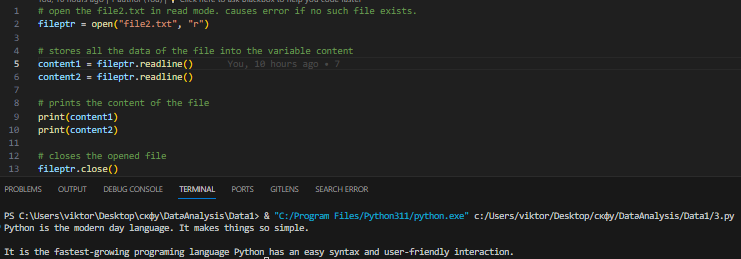 You, 10 hours ago | Author (You) | Click here to ask Blackbox to help you code faster
1 # open the file2.txt in read mode. causes error if no such file exists.
2 fileptr = open("file2.txt", "r")
3
4 # stores all the data of the file into the variable content
5 content1 = fileptr.readline() You, 10 hours ago • 7
6 content2 = fileptr.readline()
7
8 # prints the content of the file
9 print(content1)
10 print(content2)
11
12 # closes the opened file
13 fileptr.close()
PROBLEMS OUTPUT DEBUG CONSOLE TERMINAL PORTS GITLENS SEARCH ERROR
PS C:\Users\viktor\Desktop\скфу\DataAnalysis\Data1> & "C:/Program Files/Python311/python.exe" c:/Users/viktor/Desktop/скфу/DataAnalysis/Data1/3.py
Python is the modern day language. It makes things so simple.
It is the fastest-growing programing language Python has an easy syntax and user-friendly interaction.